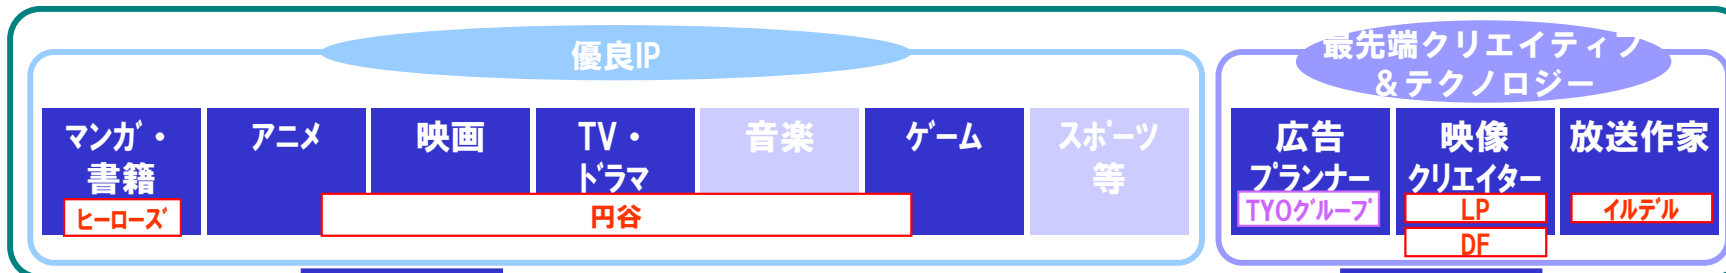 優良IP
最先端クリエイティブ
＆テクノロジー
マンガ・
書籍
アニメ
映画
TV・
ドラマ
音楽
ゲーム
スポーツ
等
ヒーローズ
円谷
広告
プランナー
映像
クリエイター
放送作家
TYOグループ
LP
DF
イルデル